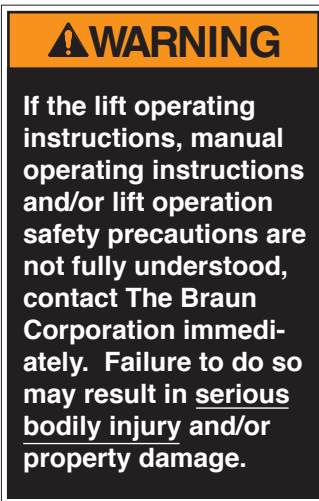 WARNING
If the lift operating
instructions, manual
operating instructions
and/or lift operation
safety precautions are
not fully understood,
contact The Braun
Corporation immedi-
ately.  Failure to do so
may result in serious
bodily injury and/or
property damage.